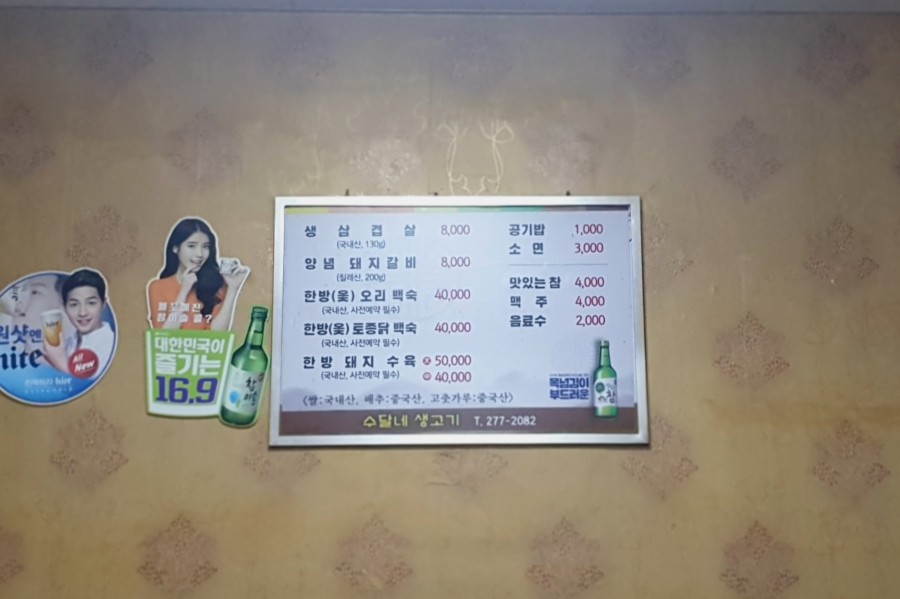 원샷엔
hite
All
New
대한민국이
즐기는
16.9
생 삼 겹 살 8,000
(국내산, 130g)
양 념 돼 지 갈 비 8,000
(칠레산, 200g)
한방(옻) 오리 백숙 40,000
(국내산, 사전예약 필수)
한방(옻) 토종닭 백숙 40,000
(국내산, 사전예약 필수)
한 방 돼 지 수 육 大 50,000
(국내산, 사전예약 필수) 40,000
공기밥 1,000
소 면 3,000
맛있는참 4,000
맥 주 4,000
음료수 2,000
목넘김이
부드러운
참
〈쌀:국내산, 배추:중국산, 고춧가루:중국산〉
수달네 생고기 T. 277-2082